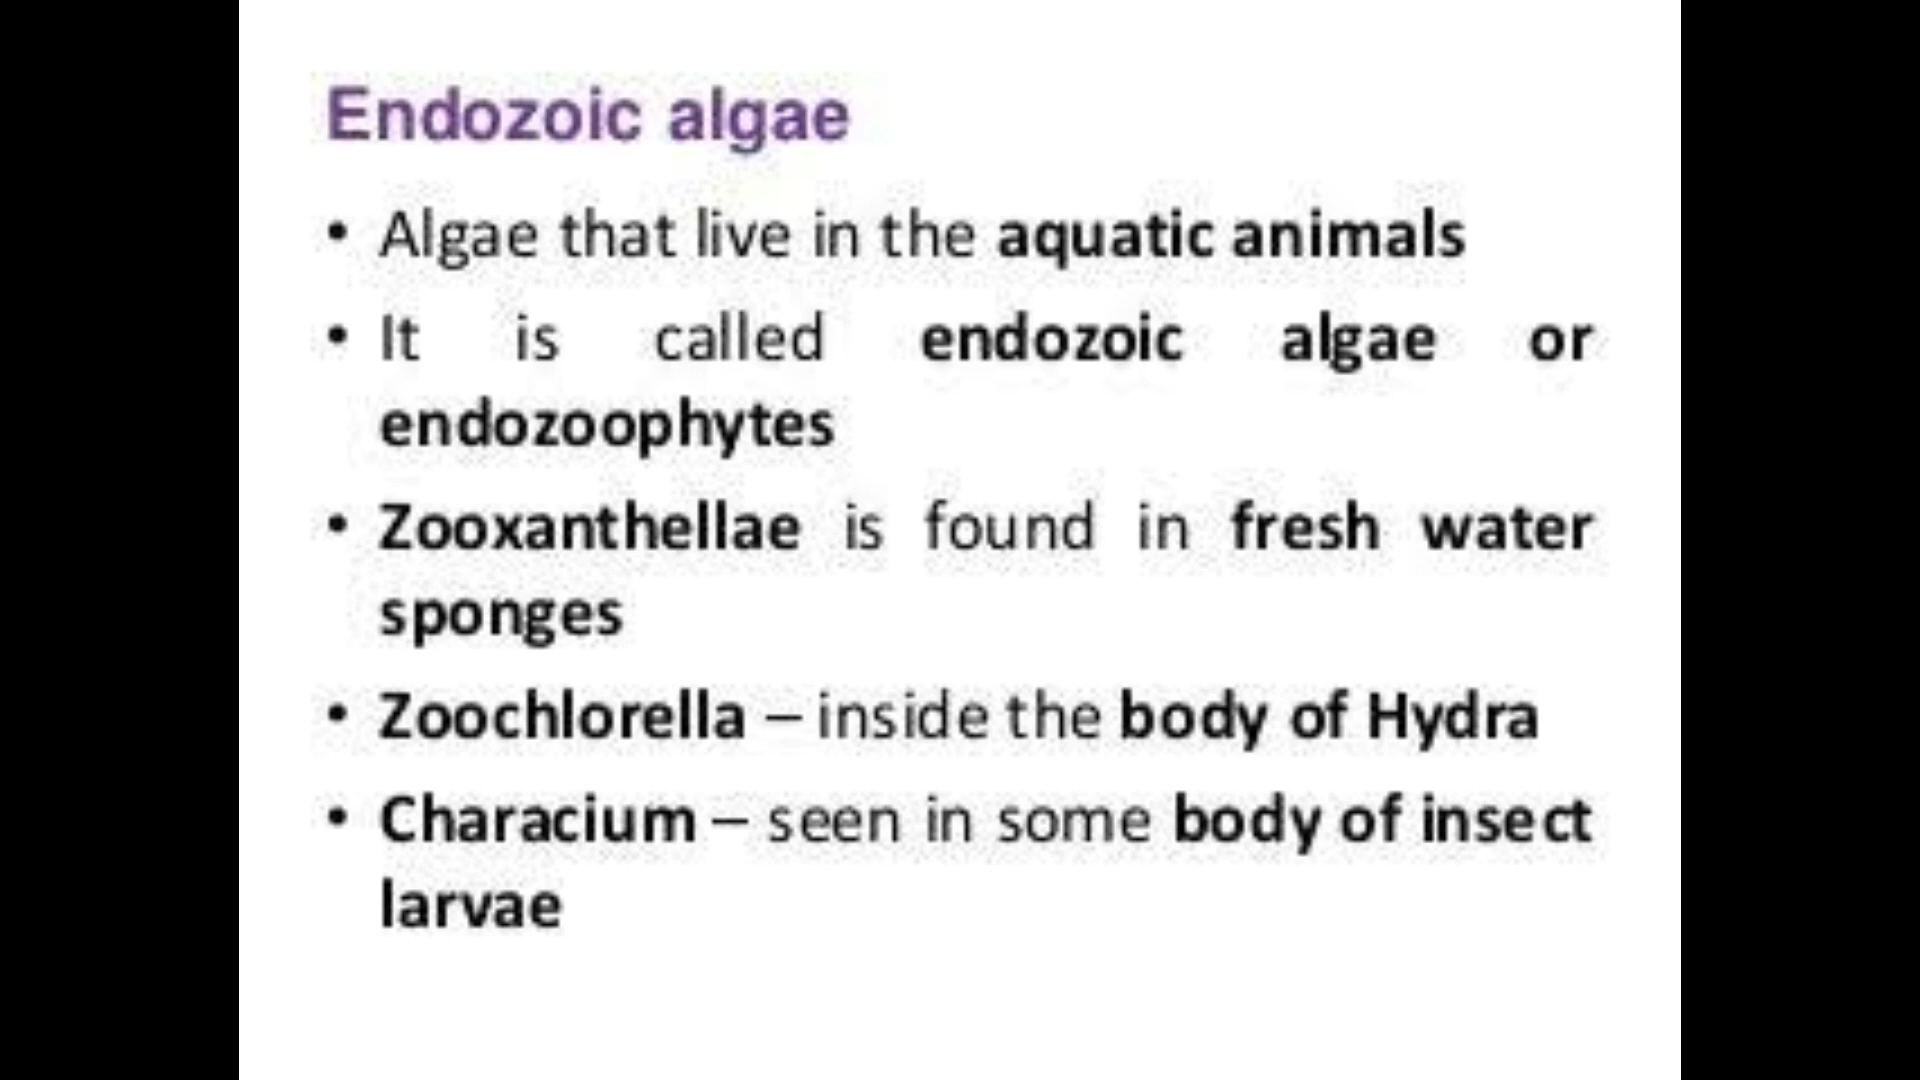 Endozoic algae
• Algae that live in the aquatic animals
• It is called endozoic algae or
endozoophytes
• Zooxanthellae is found in fresh water
sponges
• Zoochlorella – inside the body of Hydra
• Characium – seen in some body of insect
larvae